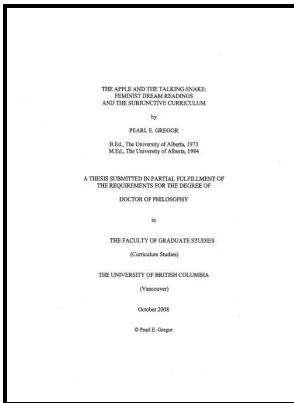 THE APPLE AND THE TALKING SNAKE:
FEMINIST DREAM READINGS
AND THE SUBJUNCTIVE CURRICULUM
by
PEARL E. GREGOR
B.Ed., The University of Alberta, 1973
M.Ed., The University of Alberta, 1984
A THESIS SUBMITTED IN PARTIAL FULFILLMENT OF
THE REQUIREMENTS FOR THE DEGREE OF
DOCTOR OF PHILOSOPHY
in
THE FACULTY OF GRADUATE STUDIES
(Curriculum Studies)
THE UNIVERSITY OF BRITISH COLUMBIA
(Vancouver)
October 2008
© Pearl E. Gregor